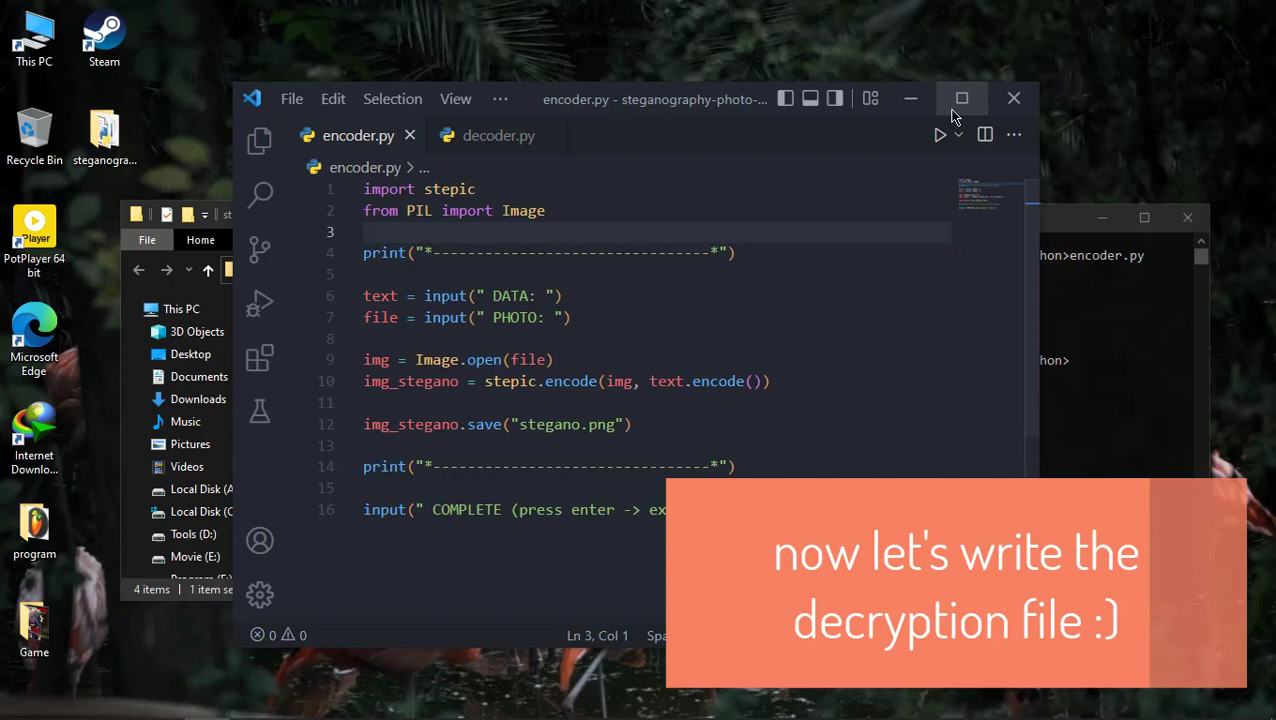 This PC
Steam
Recycle Bin
steganogra...
PotPlayer 64
bit
Microsoft
Edge
Internet
Downlo...
program
Game
File
Home
This PC
3D Objects
Desktop
Documents
Downloads
Music
Pictures
Videos
Local Disk (A
Local Disk (C
Tools (D:)
Movie (E:)
4 items
1 item se
File Edit Selection View ... encoder.py - steganography-photo-...
encoder.py decoder.py
encoder.py > ...
1 import stepic
2 from PIL import Image
3
4 print("*--------------------------------*")
5
6 text = input(" DATA: ")
7 file = input(" PHOTO: ")
8
9 img = Image.open(file)
10 img_stegano = stepic.encode(img, text.encode())
11
12 img_stegano.save("stegano.png")
13
14 print("*--------------------------------*")
15
16 input(" COMPLETE (press enter -> ex
0 0 Ln 3, Col 1 Spa
hon>encoder.py
hon>
now let's write the
decryption file :)